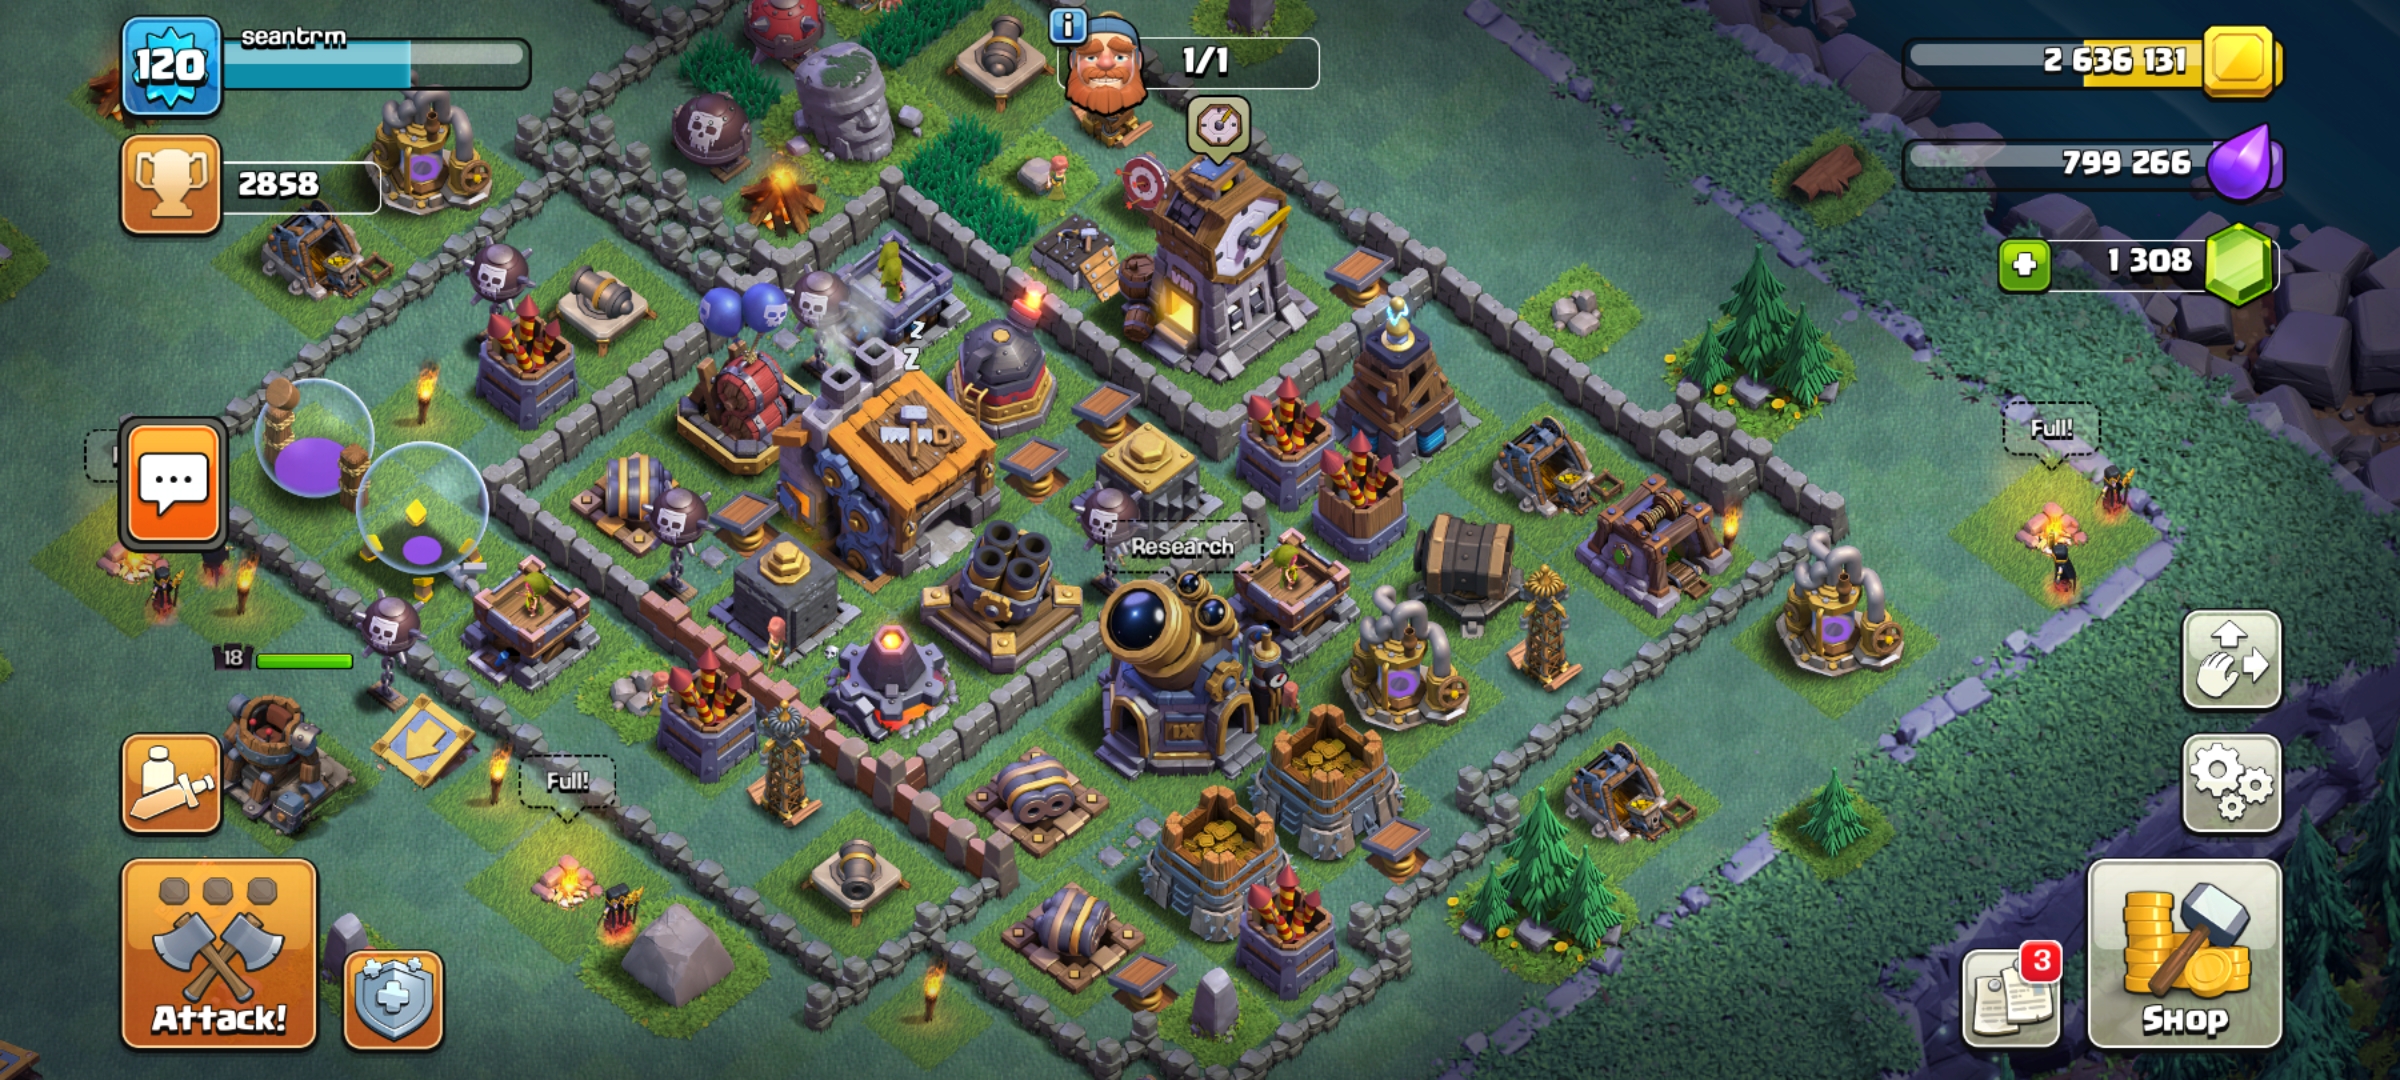 seantrm
120
i
1/1
2 636 131
2858
799 266
1 308
z
z
Full!
Research
18
IX
Full!
3
Attack!
Shop